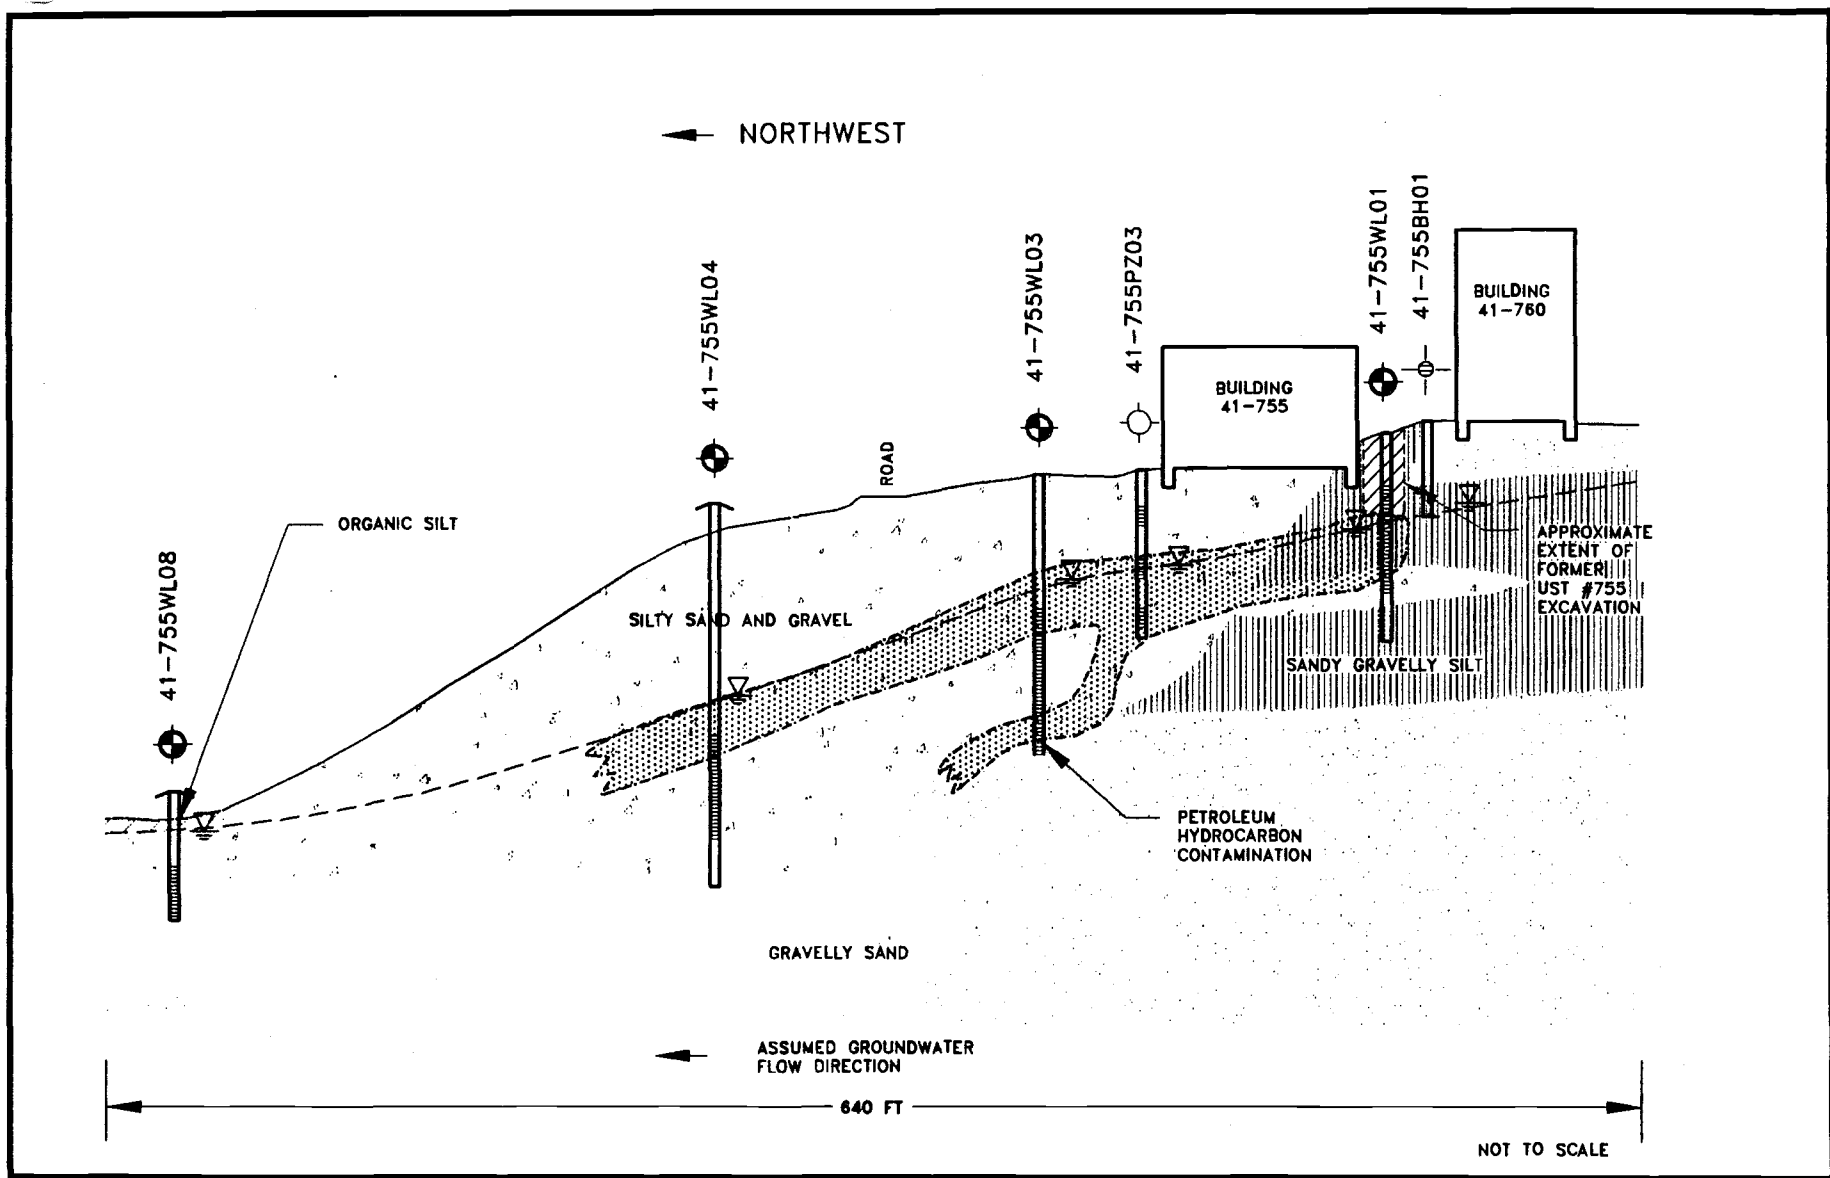 NORTHWEST
41-755WL08
41-755WL04
41-755WL03
41-755PZ03
41-755WL01
41-755BH01
BUILDING
41-760
BUILDING
41-755
ROAD
ORGANIC SILT
APPROXIMATE
EXTENT OF
FORMER
UST #755
EXCAVATION
SILTY SAND AND GRAVEL
SANDY GRAVELLY SILT
PETROLEUM
HYDROCARBON
CONTAMINATION
GRAVELLY SAND
ASSUMED GROUNDWATER
FLOW DIRECTION
640 FT
NOT TO SCALE